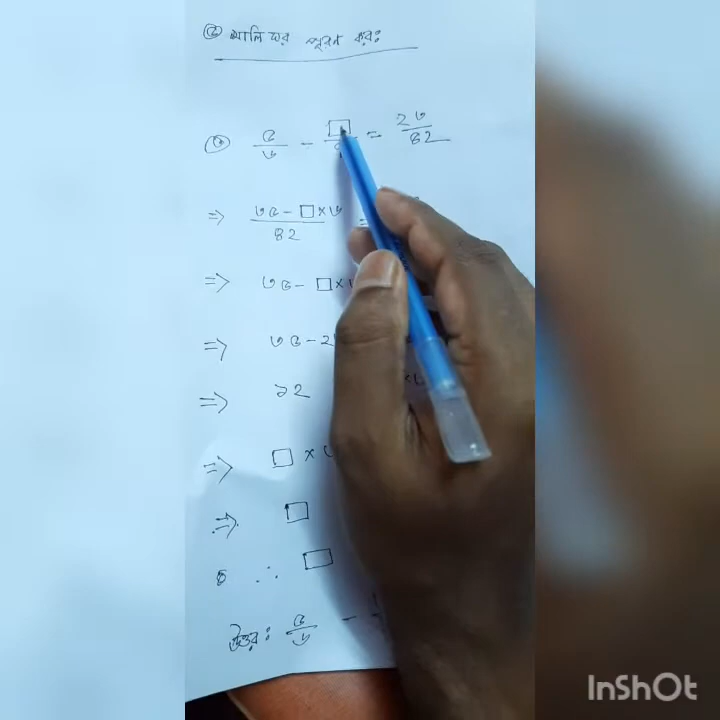 ৫ খালি ঘর পূরণ কর:
৫/৬ - □/৭ = ২৩/৪২
⇒ ৩৫ - □ × ৬ / ৪২ =
⇒ ৩৫ - □ ×
⇒ ৩৫ - ২
⇒ ১২
⇒ □ ×
⇒ □
∴ □
উত্তর: ৫/৬ -
InShOt